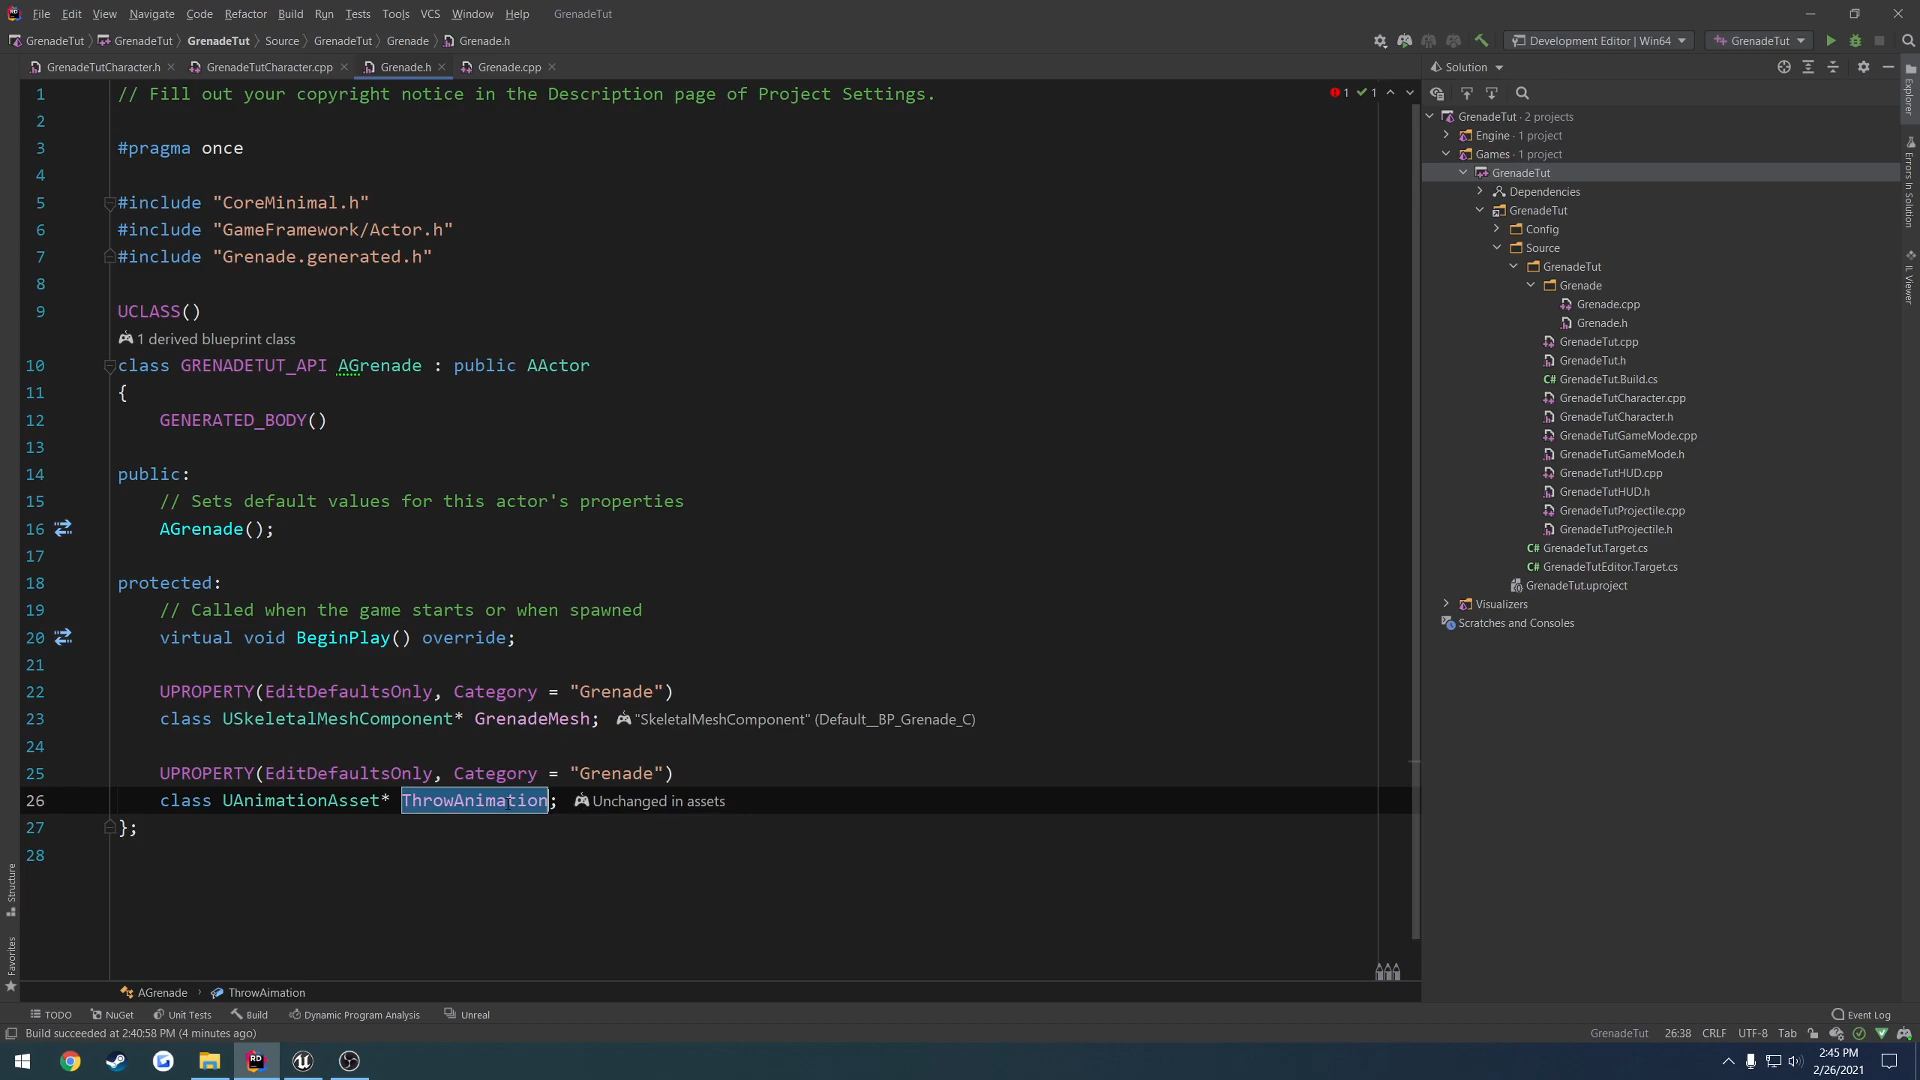 File Edit View Navigate Code Refactor Build Run Tests Tools VCS Window Help GrenadeTut
GrenadeTut GrenadeTut GrenadeTut Source GrenadeTut Grenade Grenade.h
Development Editor | Win64 GrenadeTut
GrenadeTutCharacter.h GrenadeTutCharacter.cpp Grenade.h Grenade.cpp
1 // Fill out your copyright notice in the Description page of Project Settings.
1 1
2
3 #pragma once
4
5 #include "CoreMinimal.h"
6 #include "GameFramework/Actor.h"
7 #include "Grenade.generated.h"
8
9 UCLASS()
1 derived blueprint class
10 class GRENADETUT_API AGrenade : public AActor
11 {
12 GENERATED_BODY()
13
14 public:
15 // Sets default values for this actor's properties
16 AGrenade();
17
18 protected:
19 // Called when the game starts or when spawned
20 virtual void BeginPlay() override;
21
22 UPROPERTY(EditDefaultsOnly, Category = "Grenade")
23 class USkeletalMeshComponent* GrenadeMesh; "SkeletalMeshComponent" (Default__BP_Grenade_C)
24
25 UPROPERTY(EditDefaultsOnly, Category = "Grenade")
26 class UAnimationAsset* ThrowAnimation; Unchanged in assets
27 };
28
Solution
GrenadeTut · 2 projects
Engine · 1 project
Games · 1 project
GrenadeTut
Dependencies
GrenadeTut
Config
Source
GrenadeTut
Grenade
Grenade.cpp
Grenade.h
GrenadeTut.cpp
GrenadeTut.h
C# GrenadeTut.Build.cs
GrenadeTutCharacter.cpp
GrenadeTutCharacter.h
GrenadeTutGameMode.cpp
GrenadeTutGameMode.h
GrenadeTutHUD.cpp
GrenadeTutHUD.h
GrenadeTutProjectile.cpp
GrenadeTutProjectile.h
C# GrenadeTut.Target.cs
C# GrenadeTutEditor.Target.cs
GrenadeTut.uproject
Visualizers
Scratches and Consoles
Explorer
Errors In Solution
IL Viewer
Structure
Favorites
AGrenade ThrowAimation
TODO NuGet Unit Tests Build Dynamic Program Analysis Unreal Event Log
Build succeeded at 2:40:58 PM (4 minutes ago) GrenadeTut 26:38 CRLF UTF-8 Tab
RD
2:45 PM
2/26/2021